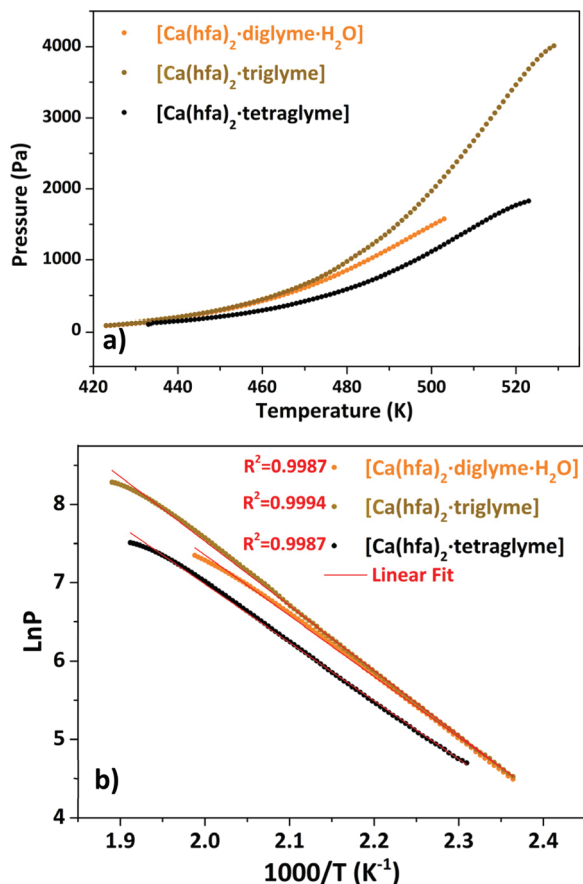 [Ca(hfa)₂·diglyme·H₂O]
[Ca(hfa)₂·triglyme]
[Ca(hfa)₂·tetraglyme]
Pressure (Pa)
4000
3000
2000
1000
0
a)
420 440 460 480 500 520
Temperature (K)
R²=0.9987 [Ca(hfa)₂·diglyme·H₂O]
R²=0.9994 [Ca(hfa)₂·triglyme]
R²=0.9987 [Ca(hfa)₂·tetraglyme]
Linear Fit
LnP
8
7
6
5
4
b)
1.9 2.0 2.1 2.2 2.3 2.4
1000/T (K⁻¹)